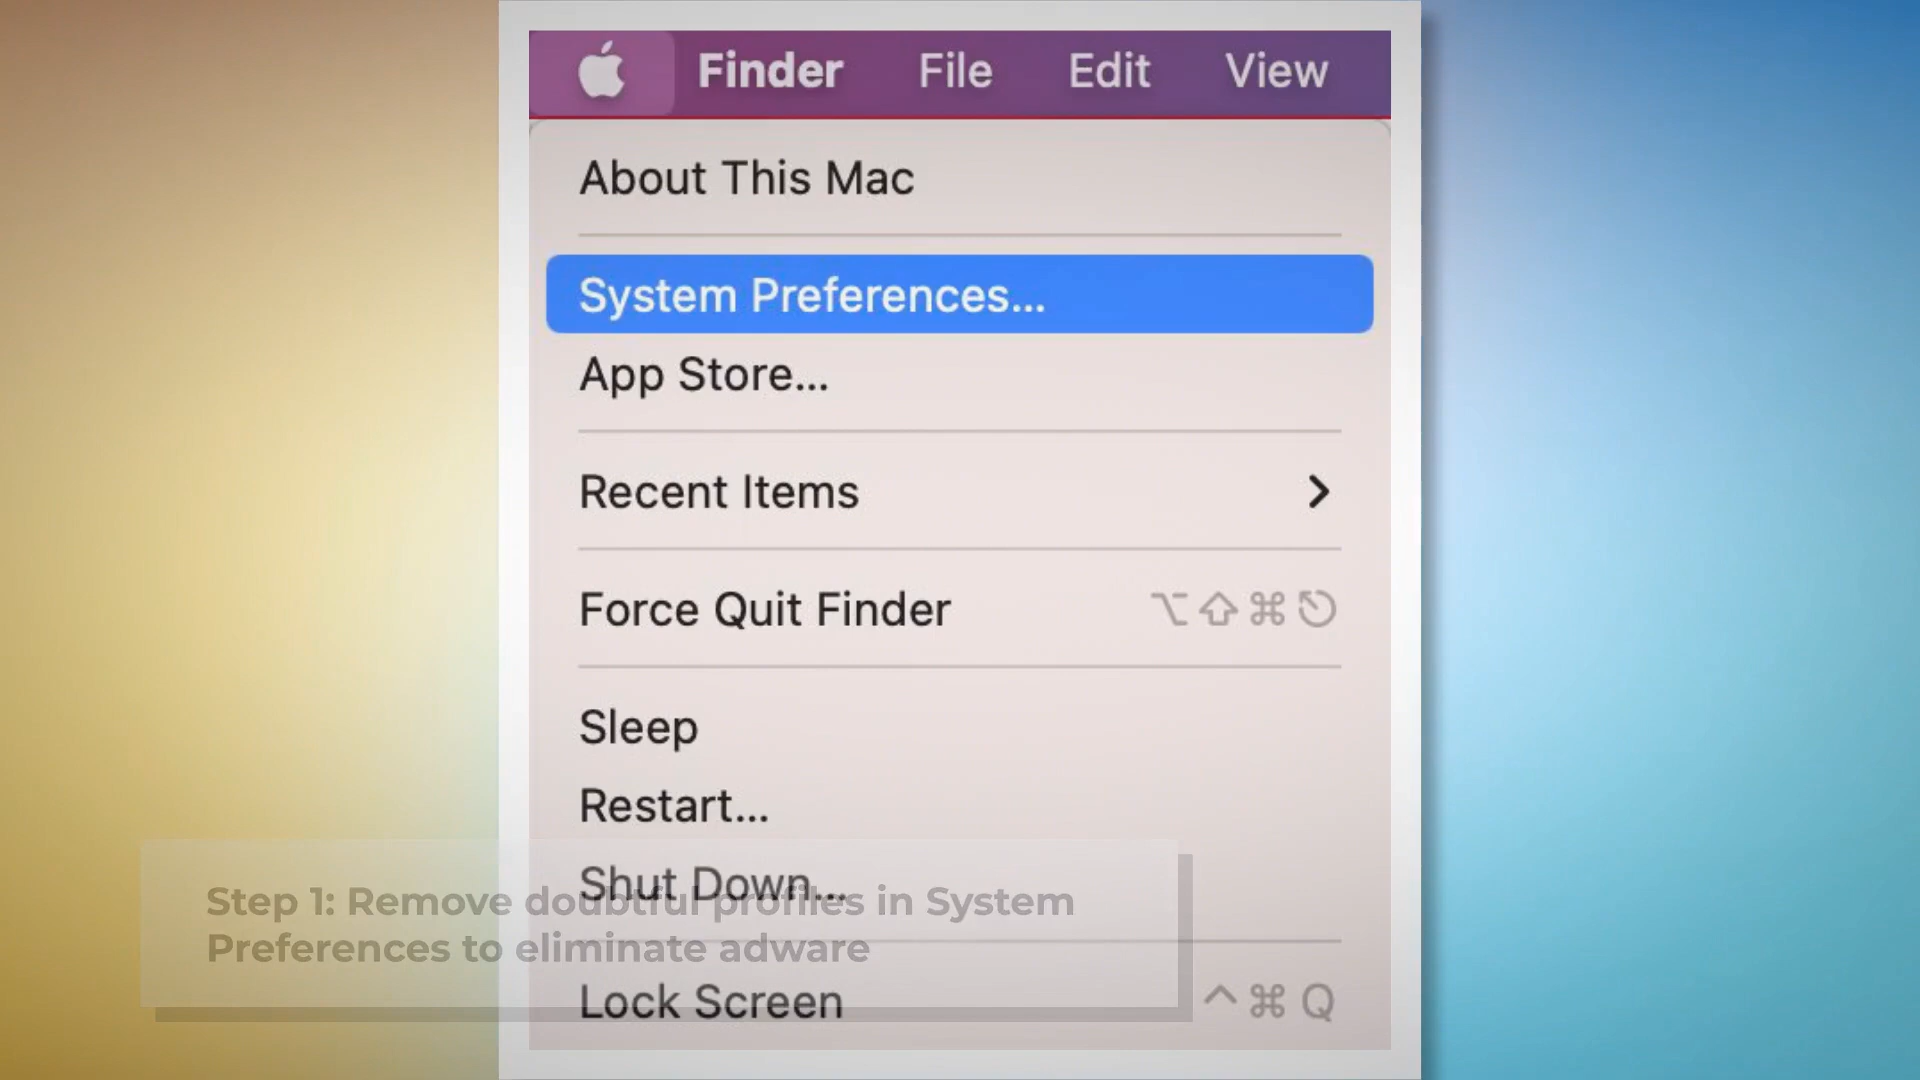 Finder File Edit View
About This Mac
System Preferences...
App Store...
Recent Items
Force Quit Finder ⌥⇧⌘⎋
Sleep
Restart...
Shut Down...
Step 1: Remove doubtful profiles in System
Preferences to eliminate adware
Lock Screen ^⌘Q